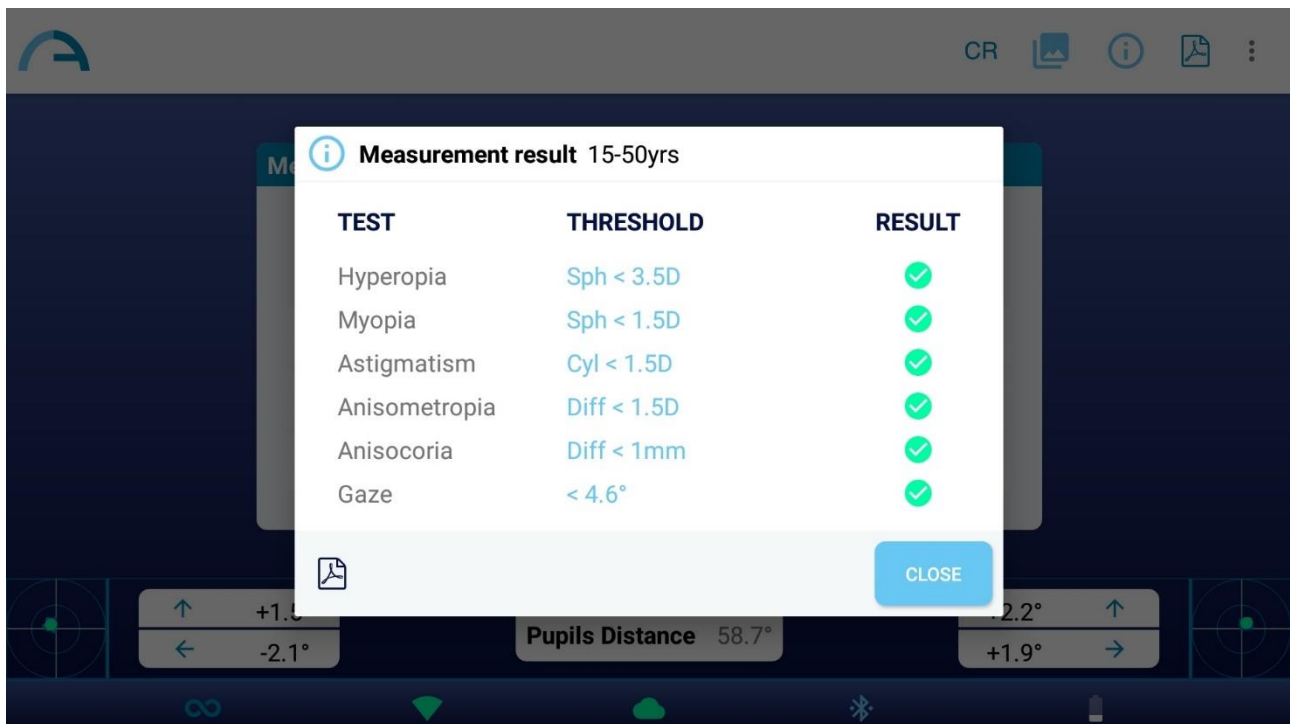 CR
Measurement result 15-50yrs
TEST THRESHOLD RESULT
Hyperopia Sph < 3.5D
Myopia Sph < 1.5D
Astigmatism Cyl < 1.5D
Anisometropia Diff < 1.5D
Anisocoria Diff < 1mm
Gaze < 4.6°
CLOSE
-2.1°
Pupils Distance 58.7°
+1.9°